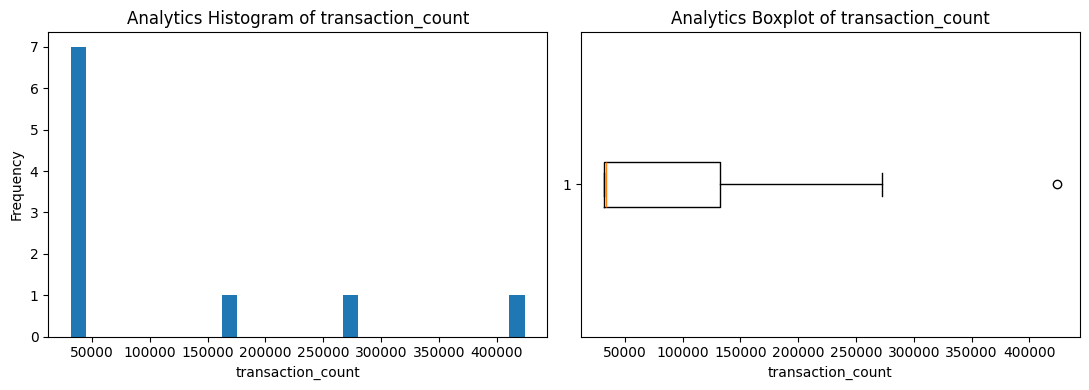 Analytics Histogram of transaction_count
7
6
5
4
3
2
1
0
Frequency
50000 100000 150000 200000 250000 300000 350000 400000
transaction_count
Analytics Boxplot of transaction_count
1
50000 100000 150000 200000 250000 300000 350000 400000
transaction_count